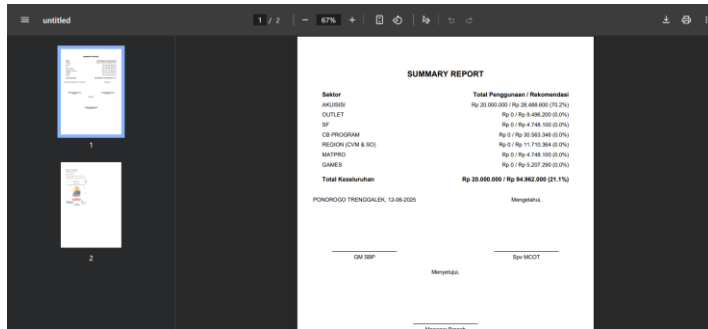 untitled
1 / 2
67%
SUMMARY REPORT
Sektor Total Penggunaan / Rekomendasi
AKUISISI Rp 20.000.000 / Rp 28.488.600 (70.2%)
OUTLET Rp 0 / Rp 9.496.200 (0.0%)
SF Rp 0 / Rp 4.748.100 (0.0%)
CB PROGRAM Rp 0 / Rp 30.563.346 (0.0%)
REGION (CVM & SO) Rp 0 / Rp 11.710.364 (0.0%)
MATPRO Rp 0 / Rp 4.748.100 (0.0%)
GAMES Rp 0 / Rp 5.207.290 (0.0%)
Total Keseluruhan Rp 20.000.000 / Rp 94.962.000 (21.1%)
PONOROGO TRENGGALEK, 12-06-2025 Mengetahui,
GM SBP Spv MCOT
Menyetujui,
1
2